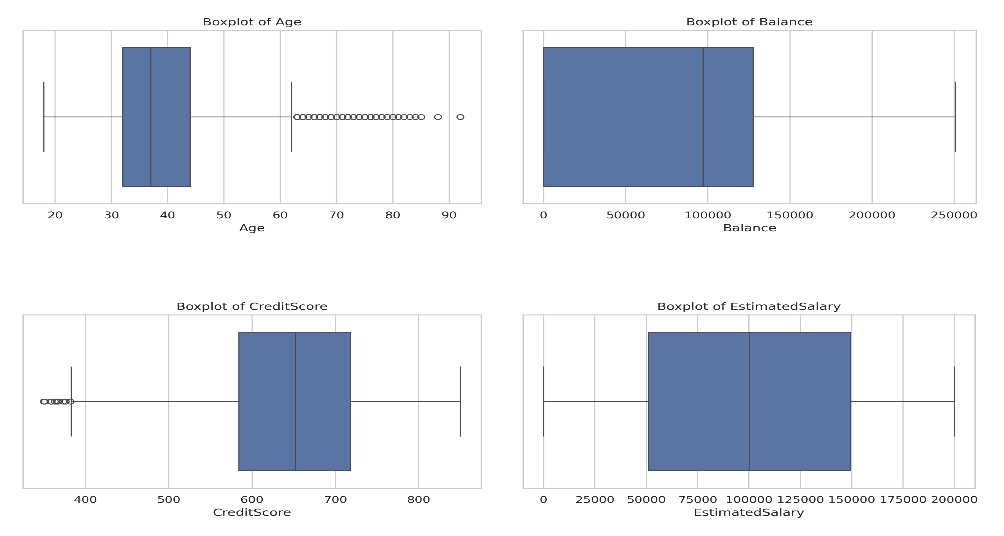 Boxplot of Age
20 30 40 50 60 70 80 90
Age
Boxplot of Balance
0 50000 100000 150000 200000 250000
Balance
Boxplot of CreditScore
400 500 600 700 800
CreditScore
Boxplot of EstimatedSalary
0 25000 50000 75000 100000 125000 150000 175000 200000
EstimatedSalary